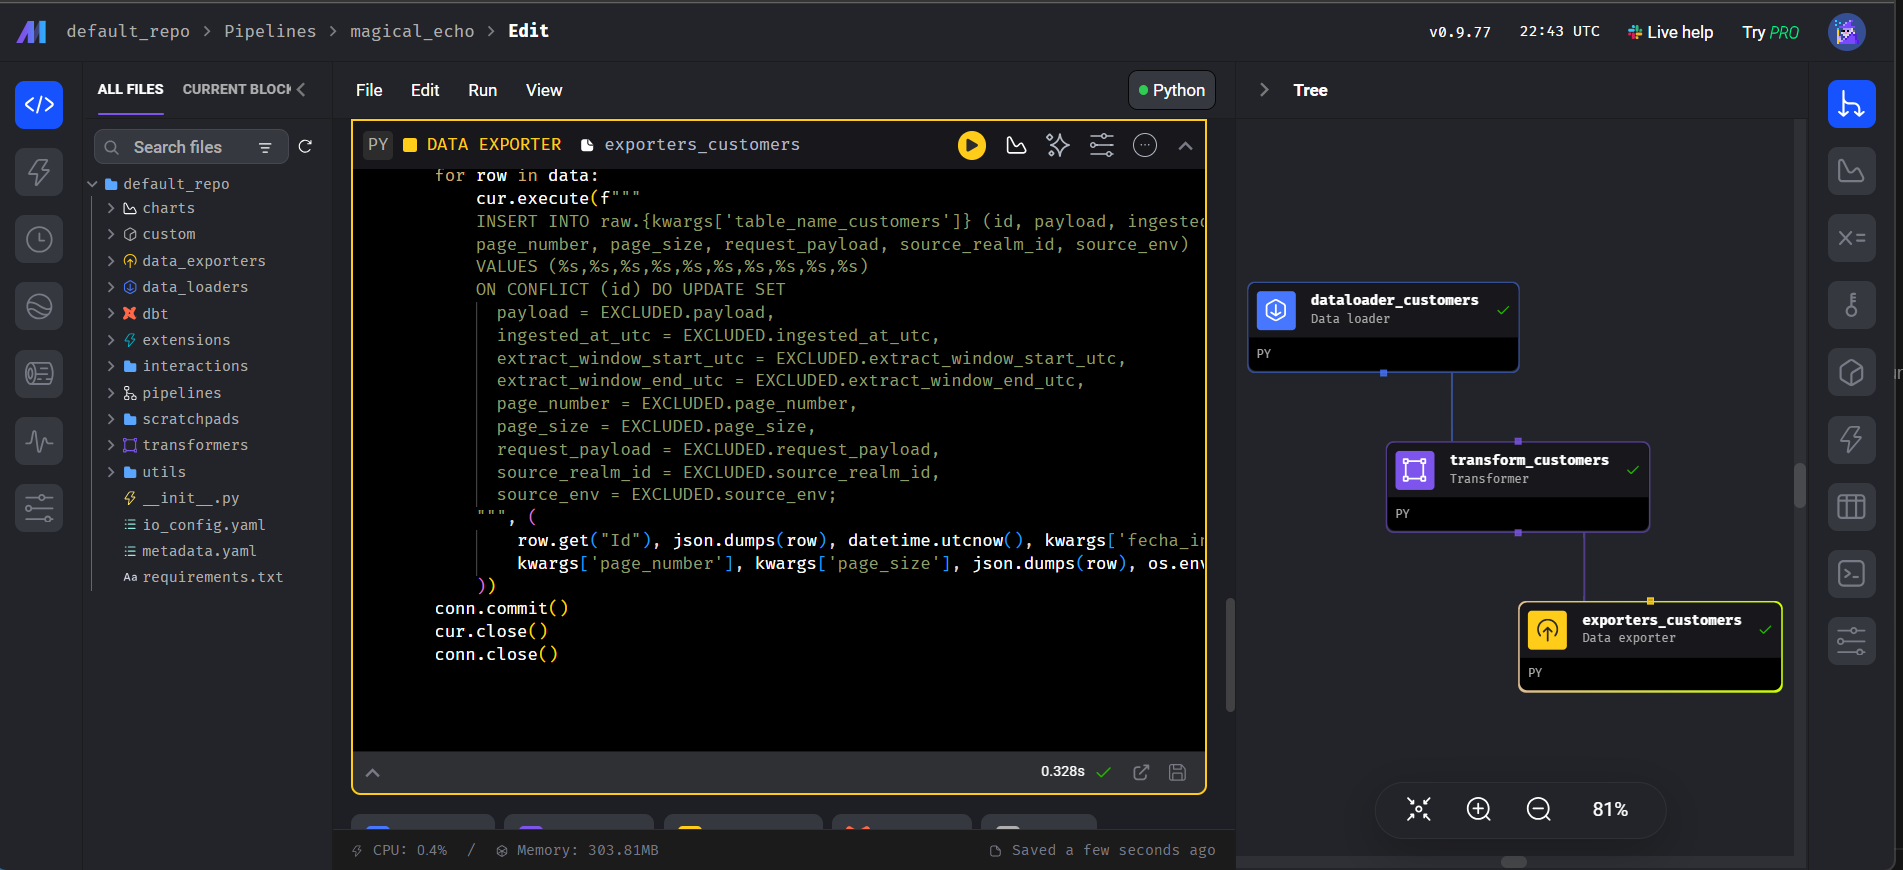 default_repo > Pipelines > magical_echo > Edit
v0.9.77
22:43 UTC
Live help
Try PRO
ALL FILES
CURRENT BLOCK
Search files
default_repo
charts
custom
data_exporters
data_loaders
dbt
extensions
interactions
pipelines
scratchpads
transformers
utils
__init__.py
io_config.yaml
metadata.yaml
Aa requirements.txt
File
Edit
Run
View
Python
PY DATA EXPORTER exporters_customers
for row in data:
cur.execute(f"""
INSERT INTO raw.{kwargs['table_name_customers']} (id, payload, ingested
page_number, page_size, request_payload, source_realm_id, source_env)
VALUES (%s,%s,%s,%s,%s,%s,%s,%s,%s,%s)
ON CONFLICT (id) DO UPDATE SET
payload = EXCLUDED.payload,
ingested_at_utc = EXCLUDED.ingested_at_utc,
extract_window_start_utc = EXCLUDED.extract_window_start_utc,
extract_window_end_utc = EXCLUDED.extract_window_end_utc,
page_number = EXCLUDED.page_number,
page_size = EXCLUDED.page_size,
request_payload = EXCLUDED.request_payload,
source_realm_id = EXCLUDED.source_realm_id,
source_env = EXCLUDED.source_env;
""", (
row.get("Id"), json.dumps(row), datetime.utcnow(), kwargs['fecha_in
kwargs['page_number'], kwargs['page_size'], json.dumps(row), os.env
))
conn.commit()
cur.close()
conn.close()
0.328s
CPU: 0.4% / Memory: 303.81MB
Saved a few seconds ago
Tree
dataloader_customers
Data loader
PY
transform_customers
Transformer
PY
exporters_customers
Data exporter
PY
81%